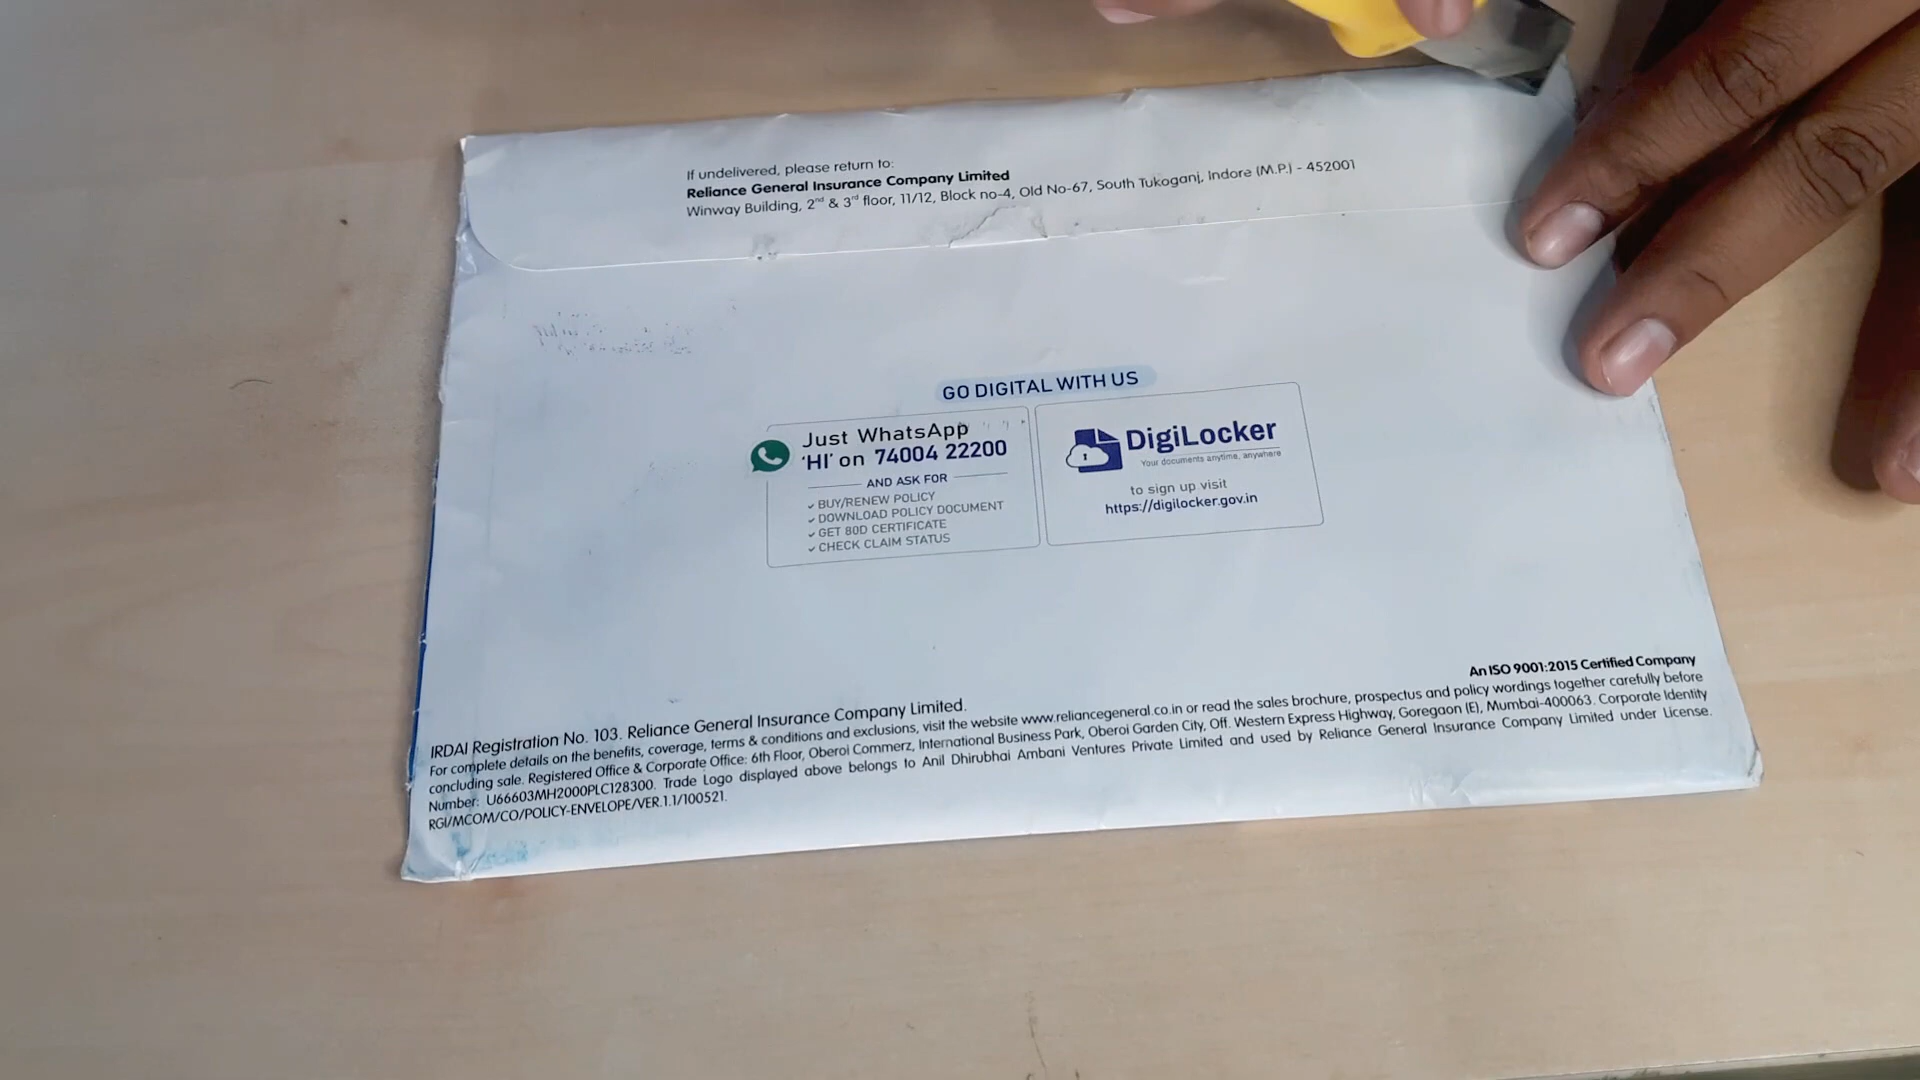 If undelivered, please return to:
Reliance General Insurance Company Limited
Winway Building, 2nd & 3rd floor, 11/12, Block no-4, Old No-67, South Tukoganj, Indore (M.P.) - 452001
GO DIGITAL WITH US
Just WhatsApp
'HI' on 74004 22200
AND ASK FOR
✓ BUY/RENEW POLICY
✓ DOWNLOAD POLICY DOCUMENT
✓ GET 80D CERTIFICATE
✓ CHECK CLAIM STATUS
DigiLocker
Your documents anytime, anywhere
to sign up visit
https://digilocker.gov.in
An ISO 9001:2015 Certified Company
IRDAI Registration No. 103. Reliance General Insurance Company Limited.
For complete details on the benefits, coverage, terms & conditions and exclusions, visit the website www.reliancegeneral.co.in or read the sales brochure, prospectus and policy wordings together carefully before
concluding sale. Registered Office & Corporate Office: 6th Floor, Oberoi Commerz, International Business Park, Oberoi Garden City, Off. Western Express Highway, Goregaon (E), Mumbai-400063. Corporate Identity
Number: U66603MH2000PLC128300. Trade Logo displayed above belongs to Anil Dhirubhai Ambani Ventures Private Limited and used by Reliance General Insurance Company Limited under License.
RGI/MCOM/CO/POLICY-ENVELOPE/VER.1.1/100521.